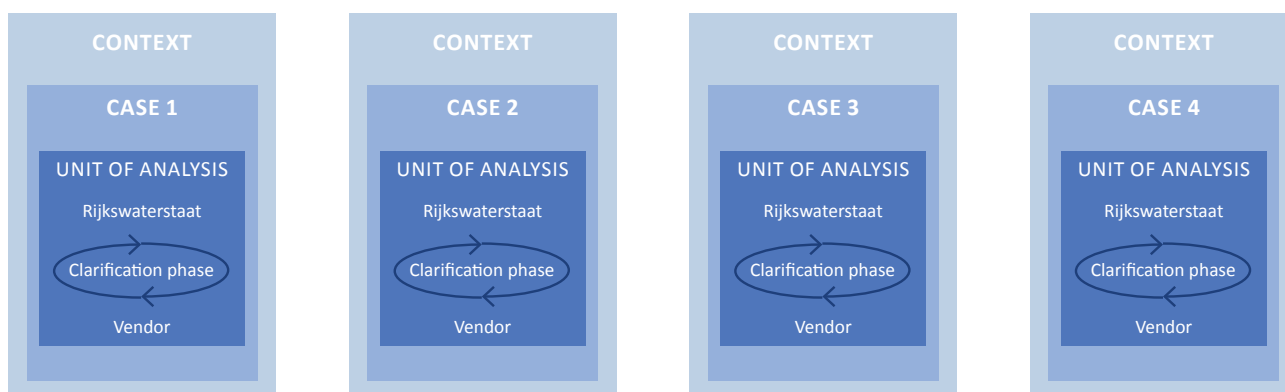 CONTEXT
CASE 1
UNIT OF ANALYSIS
Rijkswaterstaat
Clarification phase
Vendor
CONTEXT
CASE 2
UNIT OF ANALYSIS
Rijkswaterstaat
Clarification phase
Vendor
CONTEXT
CASE 3
UNIT OF ANALYSIS
Rijkswaterstaat
Clarification phase
Vendor
CONTEXT
CASE 4
UNIT OF ANALYSIS
Rijkswaterstaat
Clarification phase
Vendor